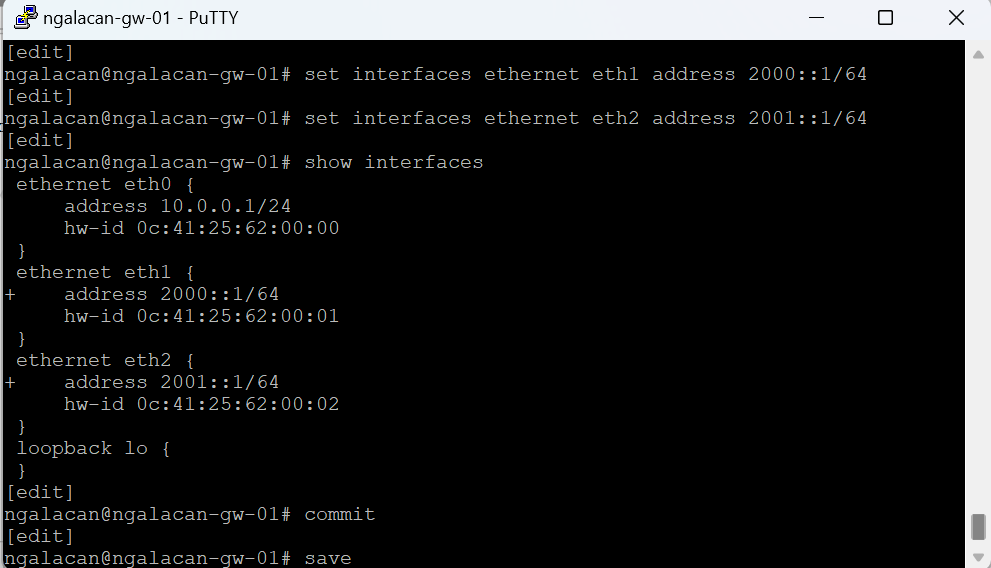 ngalacan-gw-01 - PuTTY
[edit]
ngalacan@ngalacan-gw-01# set interfaces ethernet eth1 address 2000::1/64
[edit]
ngalacan@ngalacan-gw-01# set interfaces ethernet eth2 address 2001::1/64
[edit]
ngalacan@ngalacan-gw-01# show interfaces
 ethernet eth0 {
     address 10.0.0.1/24
     hw-id 0c:41:25:62:00:00
 }
 ethernet eth1 {
+    address 2000::1/64
     hw-id 0c:41:25:62:00:01
 }
 ethernet eth2 {
+    address 2001::1/64
     hw-id 0c:41:25:62:00:02
 }
 loopback lo {
 }
[edit]
ngalacan@ngalacan-gw-01# commit
[edit]
ngalacan@ngalacan-gw-01# save